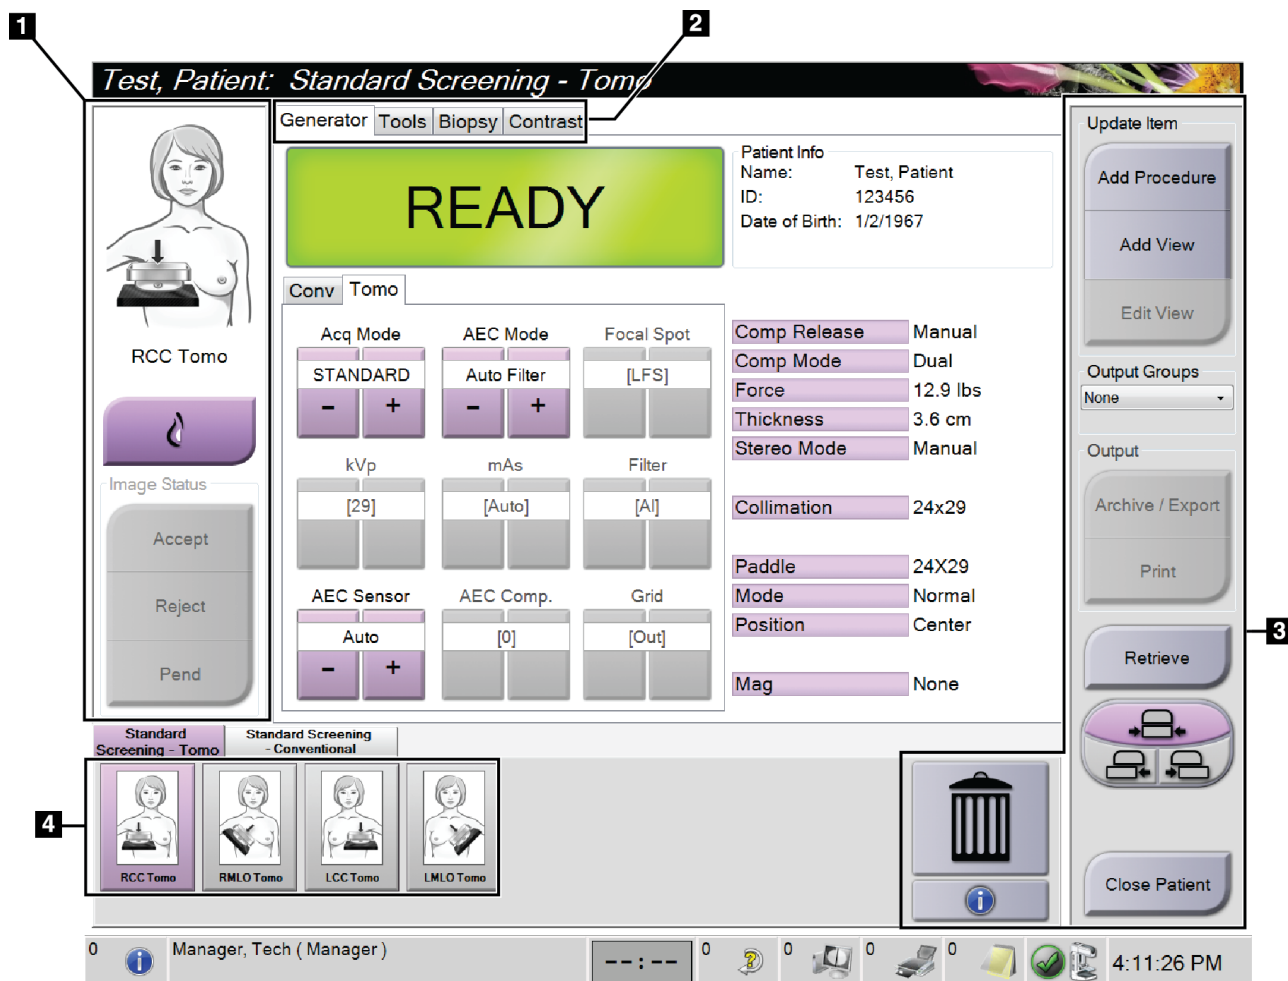 1
2
Test, Patient: Standard Screening - Tomo
Generator Tools Biopsy Contrast
READY
Patient Info
Name: Test, Patient
ID: 123456
Date of Birth: 1/2/1967
RCC Tomo
Image Status
Accept
Reject
Pend
Conv Tomo
Acq Mode AEC Mode Focal Spot
STANDARD Auto Filter [LFS]
- + - +
kVp mAs Filter
[29] [Auto] [Al]
AEC Sensor AEC Comp. Grid
Auto [0] [Out]
- +
Comp Release Manual
Comp Mode Dual
Force 12.9 lbs
Thickness 3.6 cm
Stereo Mode Manual
Collimation 24x29
Paddle 24X29
Mode Normal
Position Center
Mag None
Update Item
Add Procedure
Add View
Edit View
Output Groups
None
Output
Archive / Export
Print
3
Retrieve
Close Patient
Standard
Screening - Tomo
Standard Screening
- Conventional
4
RCC Tomo RMLO Tomo LCC Tomo LMLO Tomo
i
0 i Manager, Tech ( Manager ) --:-- 0 ? 0 0 0 4:11:26 PM